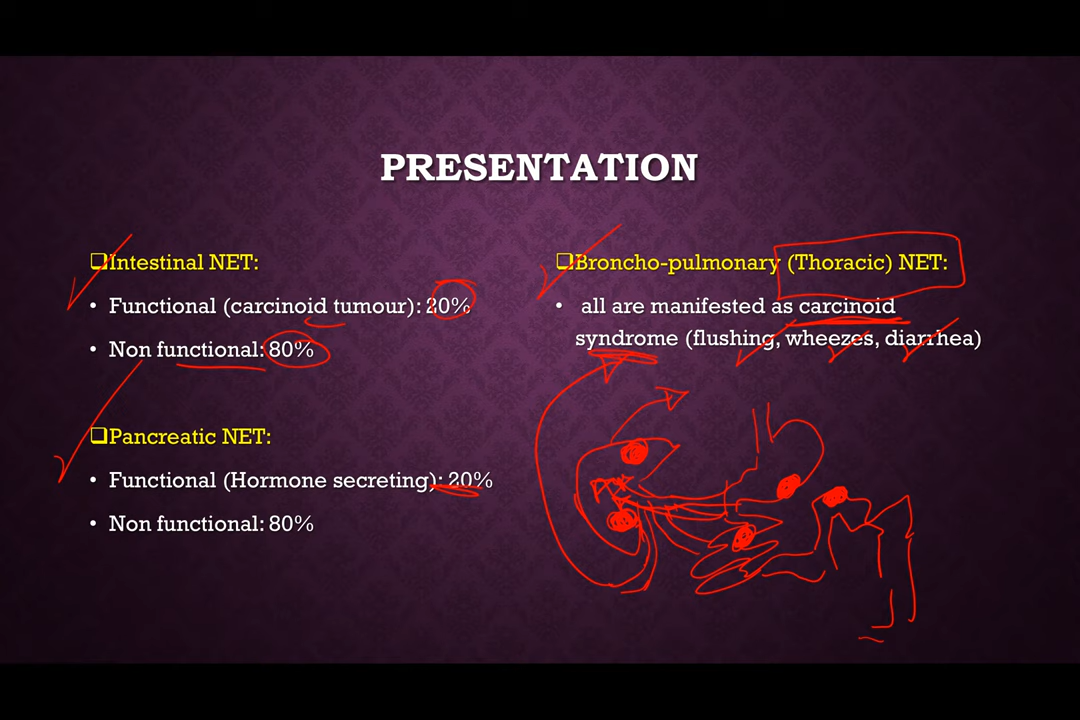 PRESENTATION
❑Intestinal NET:
• Functional (carcinoid tumour): 20%
• Non functional: 80%
❑Pancreatic NET:
• Functional (Hormone secreting): 20%
• Non functional: 80%
❑Broncho-pulmonary (Thoracic) NET:
• all are manifested as carcinoid
syndrome (flushing, wheezes, diarrhea)